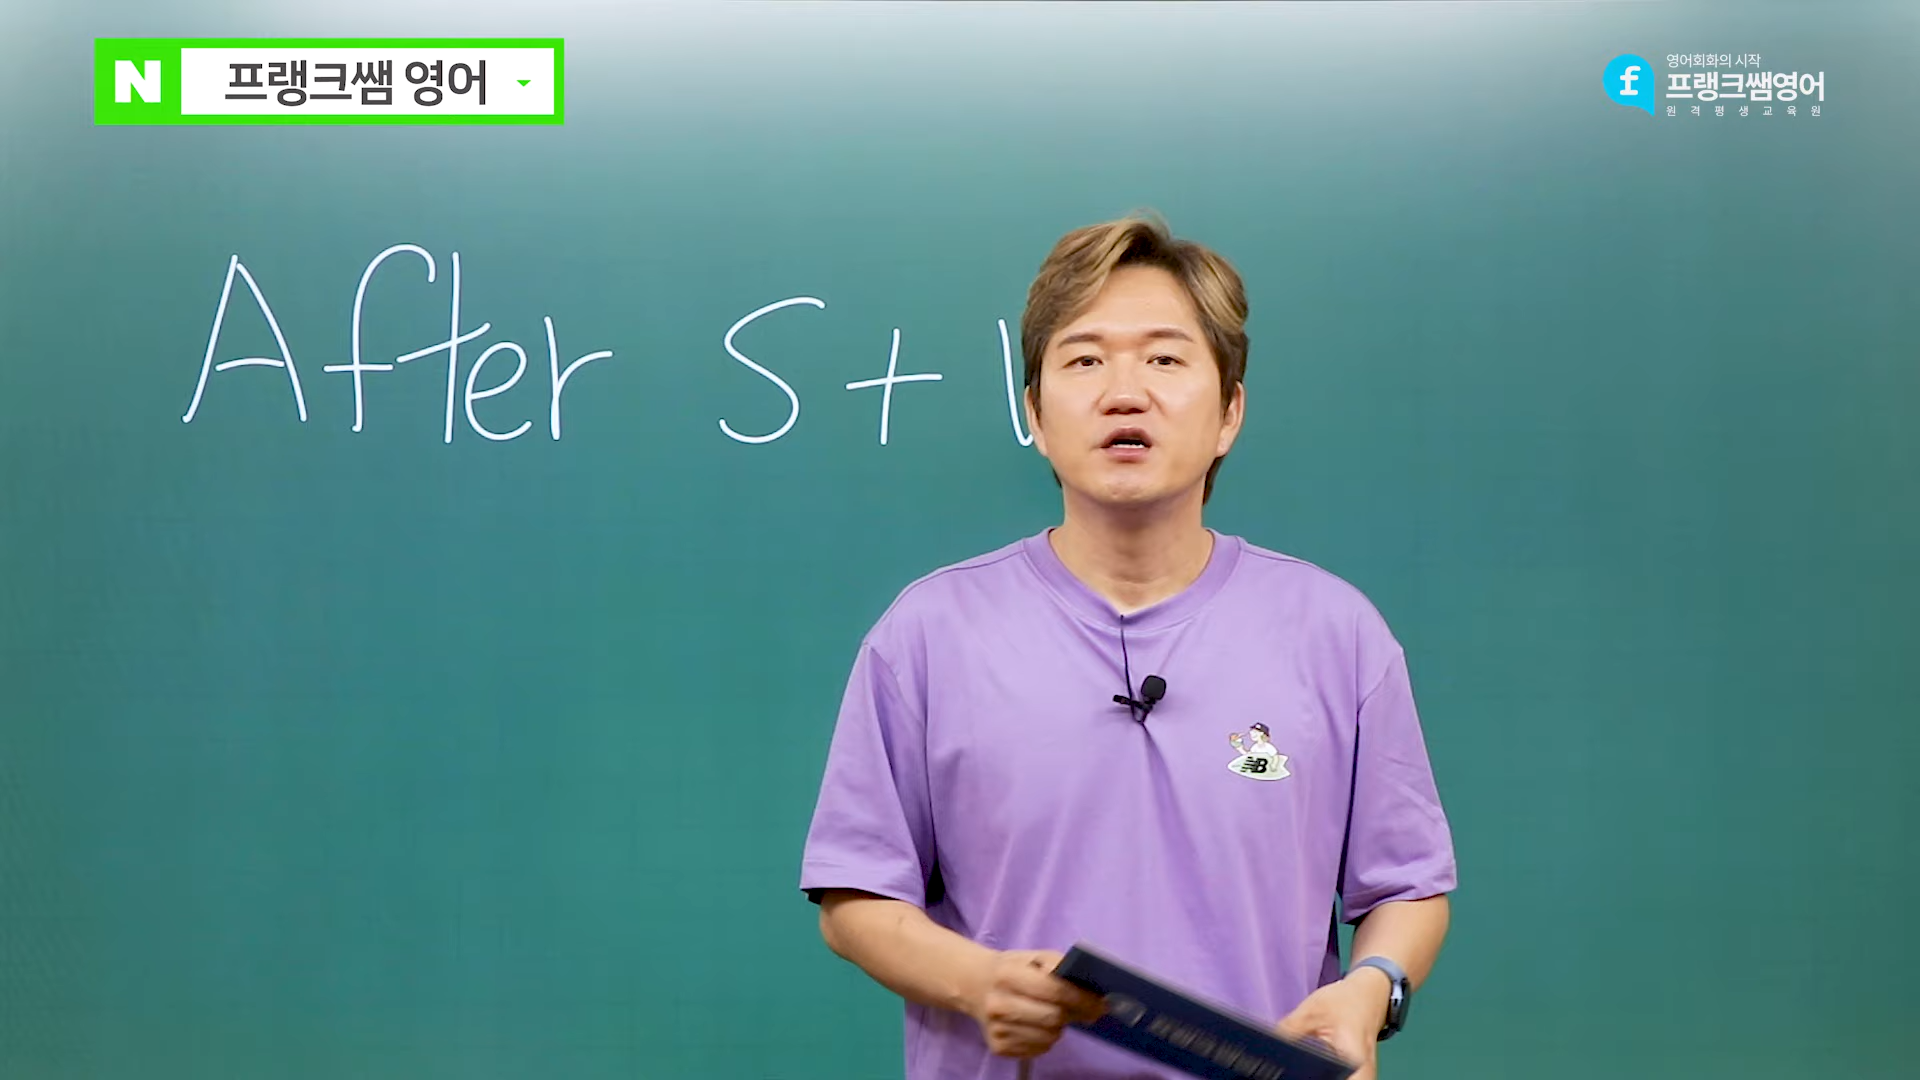 N 프랭크쌤 영어
영어회화의 시작
f 프랭크쌤영어
원격평생교육원
After S +
NB